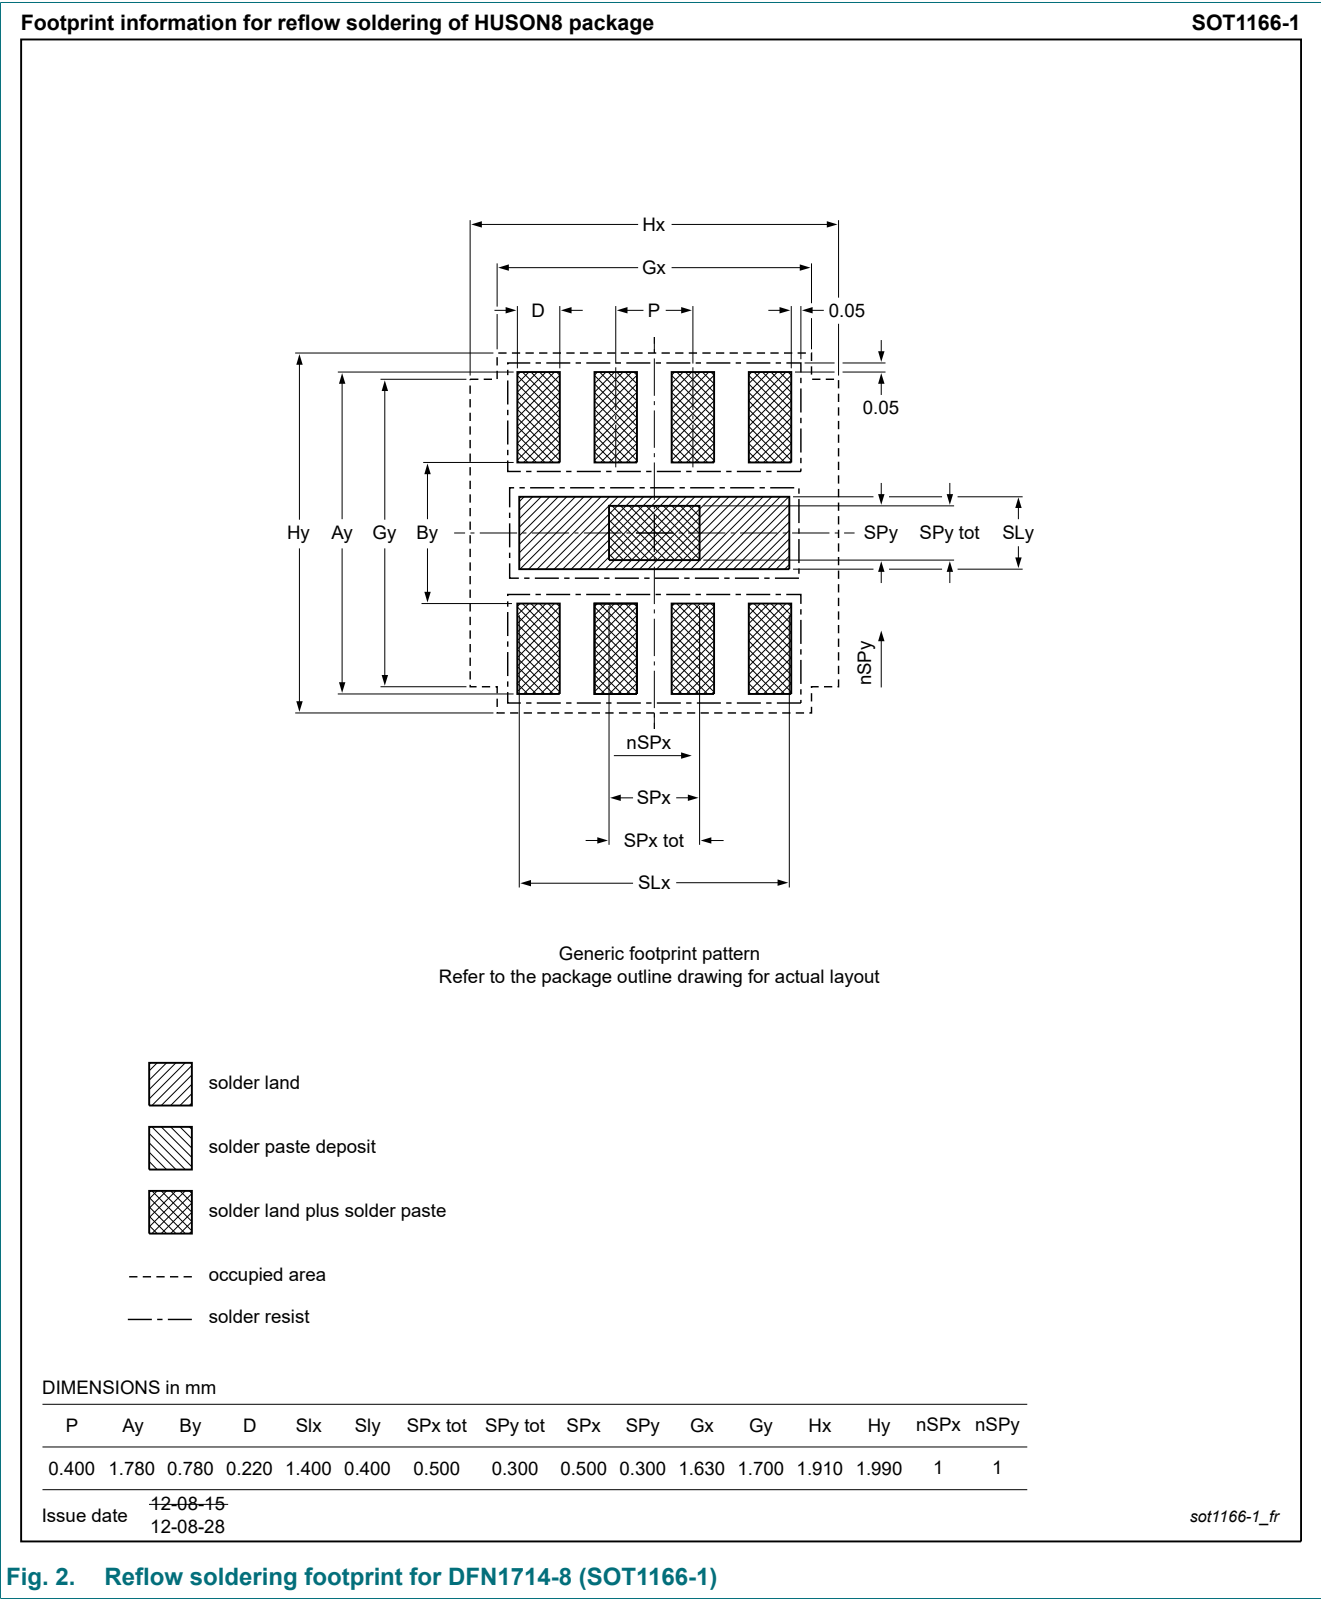 Footprint information for reflow soldering of HUSON8 package SOT1166-1
Hx
Gx
D P 0.05
0.05
Hy Ay Gy By SPy SPy tot SLy
nSPy
nSPx
SPx
SPx tot
SLx
Generic footprint pattern
Refer to the package outline drawing for actual layout
solder land
solder paste deposit
solder land plus solder paste
occupied area
solder resist
DIMENSIONS in mm
P Ay By D Slx Sly SPx tot SPy tot SPx SPy Gx Gy Hx Hy nSPx nSPy
0.400 1.780 0.780 0.220 1.400 0.400 0.500 0.300 0.500 0.300 1.630 1.700 1.910 1.990 1 1
Issue date 12-08-15
12-08-28
sot1166-1_fr
Fig. 2. Reflow soldering footprint for DFN1714-8 (SOT1166-1)